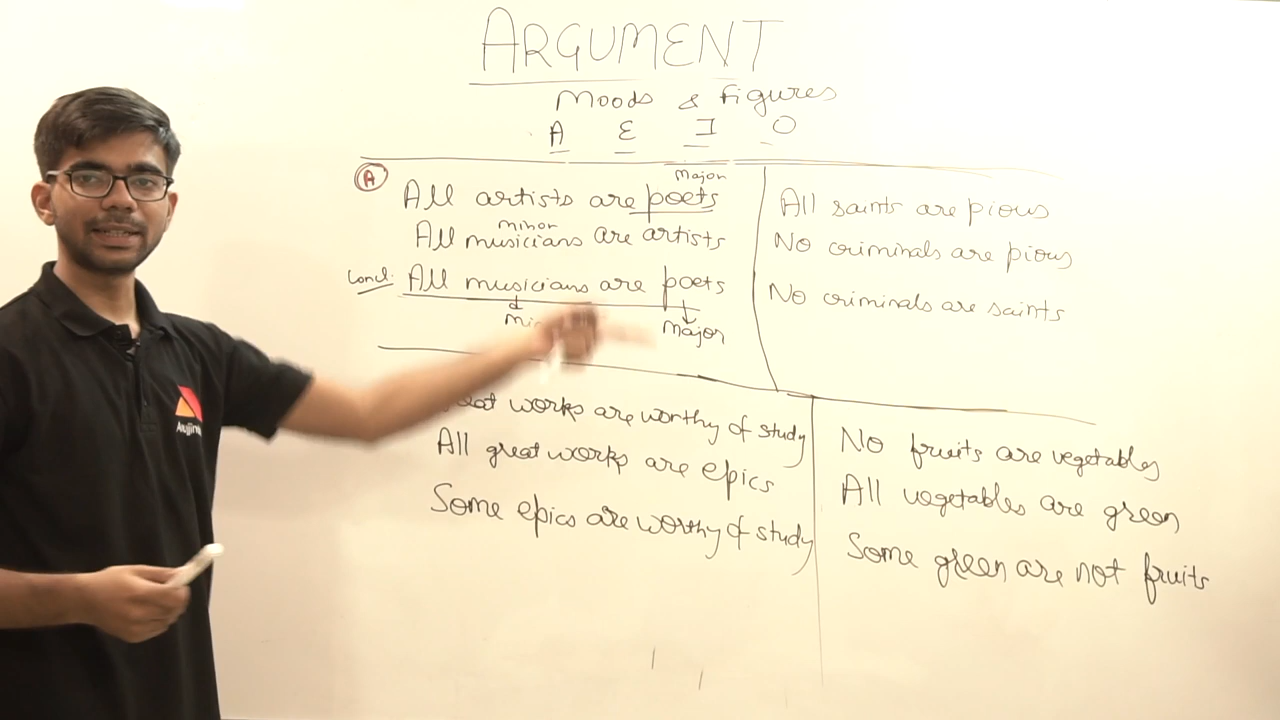 ARGUMENT
Moods & figures
A E I O
A
Major
All artists are poets
minor
All musicians are artists
Concl. All musicians are poets
Major
All saints are pious
No criminals are pious
No criminals are saints
works are worthy of study
All great works are epics
Some epics are worthy of study
No fruits are vegetables
All vegetables are green
Some green are not fruits